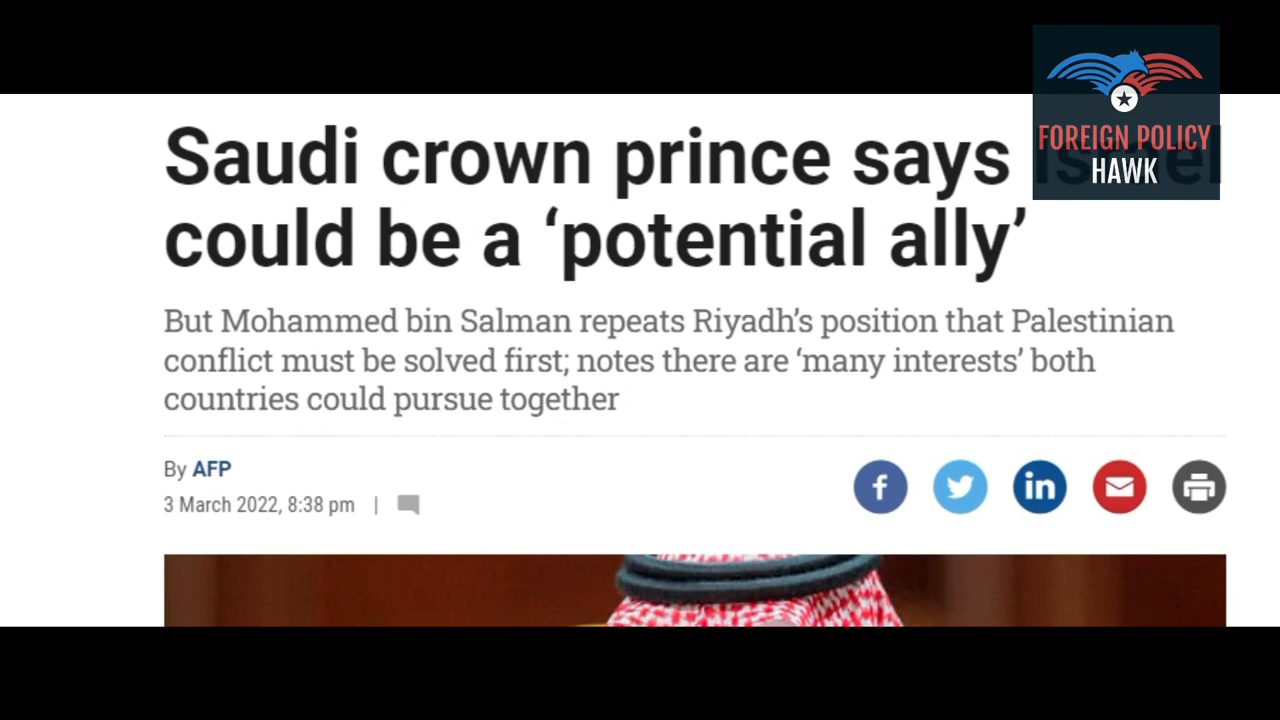 Saudi crown prince says Israel
could be a ‘potential ally’
FOREIGN POLICY
HAWK
But Mohammed bin Salman repeats Riyadh’s position that Palestinian
conflict must be solved first; notes there are ‘many interests’ both
countries could pursue together
By AFP
3 March 2022, 8:38 pm |
f
in